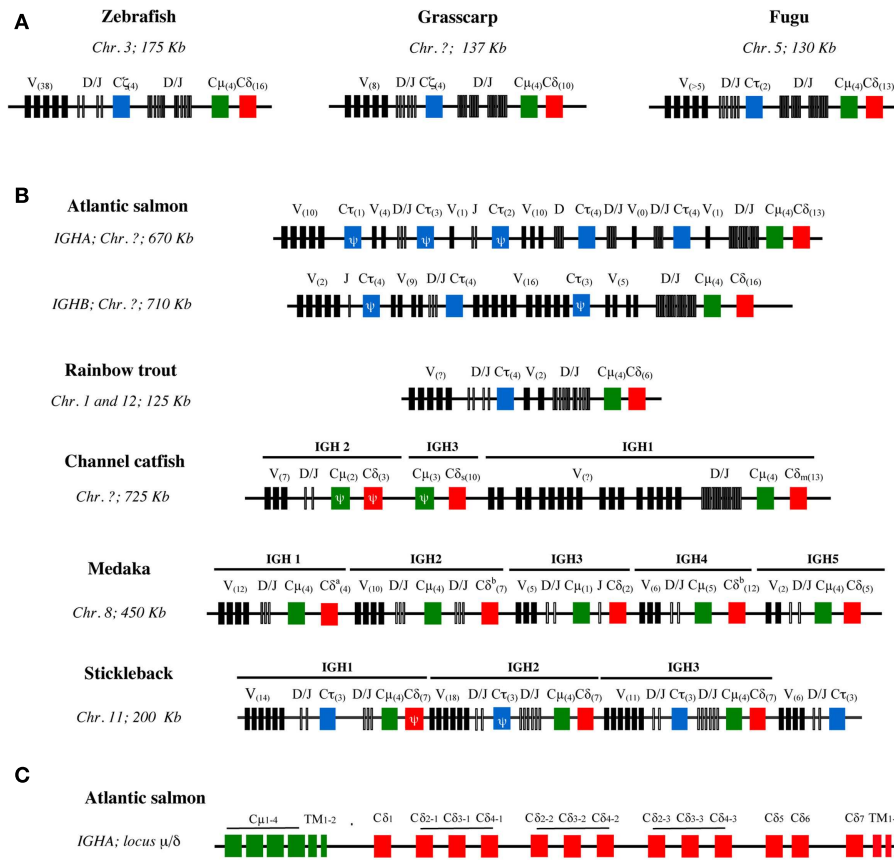 A
Zebrafish Grasscarp Fugu
Chr. 3; 175 Kb Chr. ?; 137 Kb Chr. 5; 130 Kb
V(38) D/J Cζ(4) D/J Cμ(4) Cδ(16) V(8) D/J Cζ(4) D/J Cμ(4) Cδ(10) V(>5) D/J Cτ(2) D/J Cμ(4) Cδ(13)
B
Atlantic salmon
V(10) Cτ(1) V(4) D/J Cτ(3) V(1) J Cτ(2) V(10) D Cτ(4) D/J V(0) D/J Cτ(4) V(1) D/J Cμ(4) Cδ(13)
IGHA; Chr. ?; 670 Kb ψ ψ ψ
V(2) J Cτ(4) V(9) D/J Cτ(4) V(16) Cτ(3) V(5) D/J Cμ(4) Cδ(16)
IGHB; Chr. ?; 710 Kb ψ ψ
Rainbow trout
V(?) D/J Cτ(4) V(2) D/J Cμ(4) Cδ(6)
Chr. 1 and 12; 125 Kb
IGH 2 IGH3 IGH1
Channel catfish
V(7) D/J Cμ(2) Cδ(3) Cμ(3) Cδs(10) V(?) D/J Cμ(4) Cδm(13)
Chr. ?; 725 Kb ψ ψ ψ
IGH 1 IGH2 IGH3 IGH4 IGH5
Medaka
V(12) D/J Cμ(4) Cδᵃ(4) V(10) D/J Cμ(4) D/J Cδᵇ(7) V(5) D/J Cμ(1) J Cδ(2) V(6) D/J Cμ(5) Cδᵇ(12) V(2) D/J Cμ(4) Cδ(5)
Chr. 8; 450 Kb
IGH1 IGH2 IGH3
Stickleback
V(14) D/J Cτ(3) D/J Cμ(4) Cδ(7) V(18) D/J Cτ(3) D/J Cμ(4) Cδ(7) V(11) D/J Cτ(3) D/J Cμ(4) Cδ(7) V(6) D/J Cτ(3)
Chr. 11; 200 Kb ψ ψ
C
Atlantic salmon
Cμ1-4 TM1-2 Cδ1 Cδ2-1 Cδ3-1 Cδ4-1 Cδ2-2 Cδ3-2 Cδ4-2 Cδ2-3 Cδ3-3 Cδ4-3 Cδ5 Cδ6 Cδ7 TM1-
IGHA; locus μ/δ